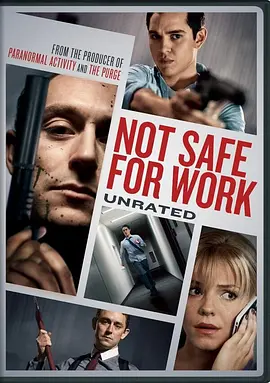 FROM THE PRODUCER OF
PARANORMAL ACTIVITY AND THE PURGE
NOT SAFE
FOR WORK
UNRATED